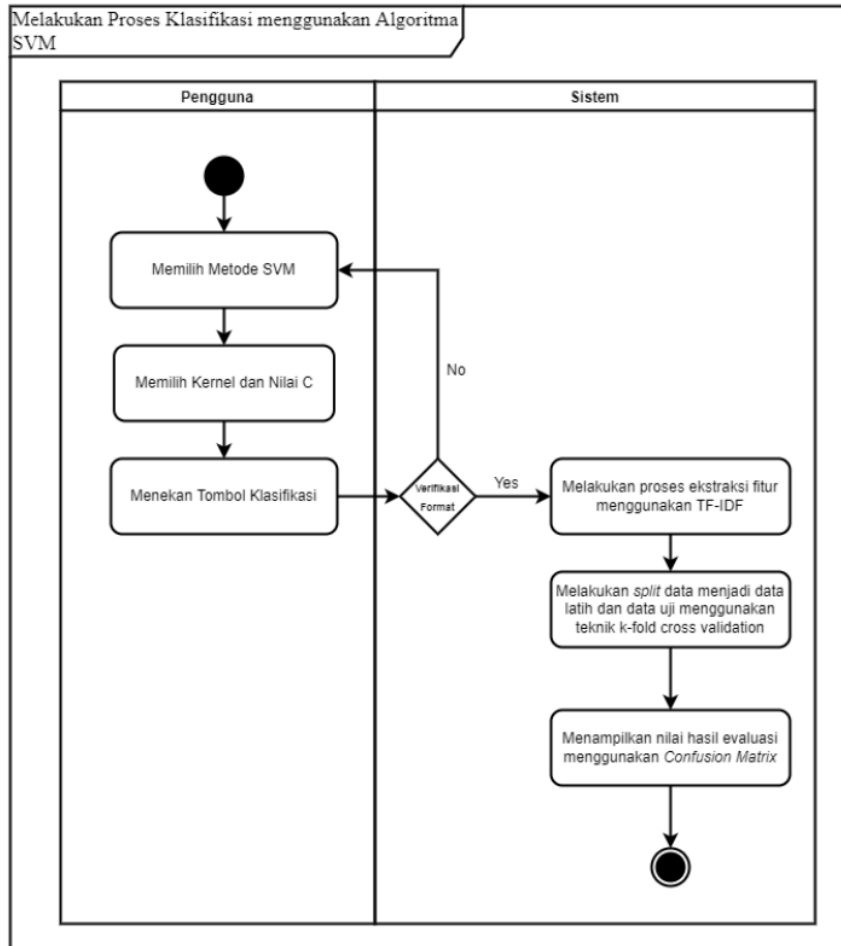 Melakukan Proses Klasifikasi menggunakan Algoritma
SVM
Pengguna
Sistem
Memilih Metode SVM
No
Memilih Kernel dan Nilai C
Menekan Tombol Klasifikasi
Verifikasi
Format
Yes
Melakukan proses ekstraksi fitur
menggunakan TF-IDF
Melakukan split data menjadi data
latih dan data uji menggunakan
teknik k-fold cross validation
Menampilkan nilai hasil evaluasi
menggunakan Confusion Matrix